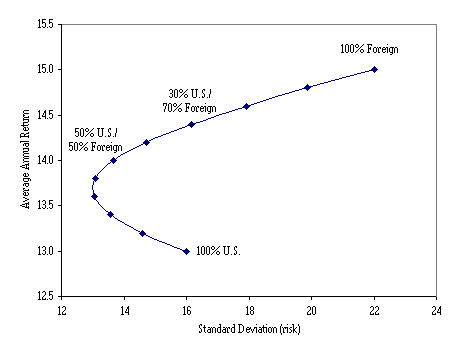 15.5
15.0
14.5
14.0
13.5
13.0
12.5
Average Annual Return
100% Foreign
30% U.S./
70% Foreign
50% U.S./
50% Foreign
100% U.S.
12 14 16 18 20 22 24
Standard Deviation (risk)